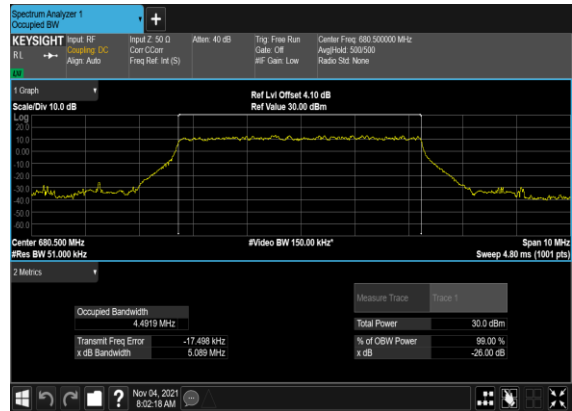 Spectrum Analyzer 1
Occupied BW
+
KEYSIGHT Input: RF Input Z: 50 Ω Atten: 40 dB Trig: Free Run Center Freq: 680.500000 MHz
R L Coupling: DC Corr CCorr Gate: Off Avg|Hold: 500/500
Align: Auto Freq Ref: Int (S) #IF Gain: Low Radio Std: None
1 Graph
Ref Lvl Offset 4.10 dB
Scale/Div 10.0 dB Ref Value 30.00 dBm
Log
20.0
10.0
0.00
-10.0
-20.0
-30.0
-40.0
-50.0
-60.0
Center 680.500 MHz #Video BW 150.00 kHz* Span 10 MHz
#Res BW 51.000 kHz Sweep 4.80 ms (1001 pts)
2 Metrics
Measure Trace Trace 1
Occupied Bandwidth
4.4919 MHz Total Power 30.0 dBm
Transmit Freq Error -17.498 kHz % of OBW Power 99.00 %
x dB Bandwidth 5.089 MHz x dB -26.00 dB
? Nov 04, 2021
8:02:18 AM